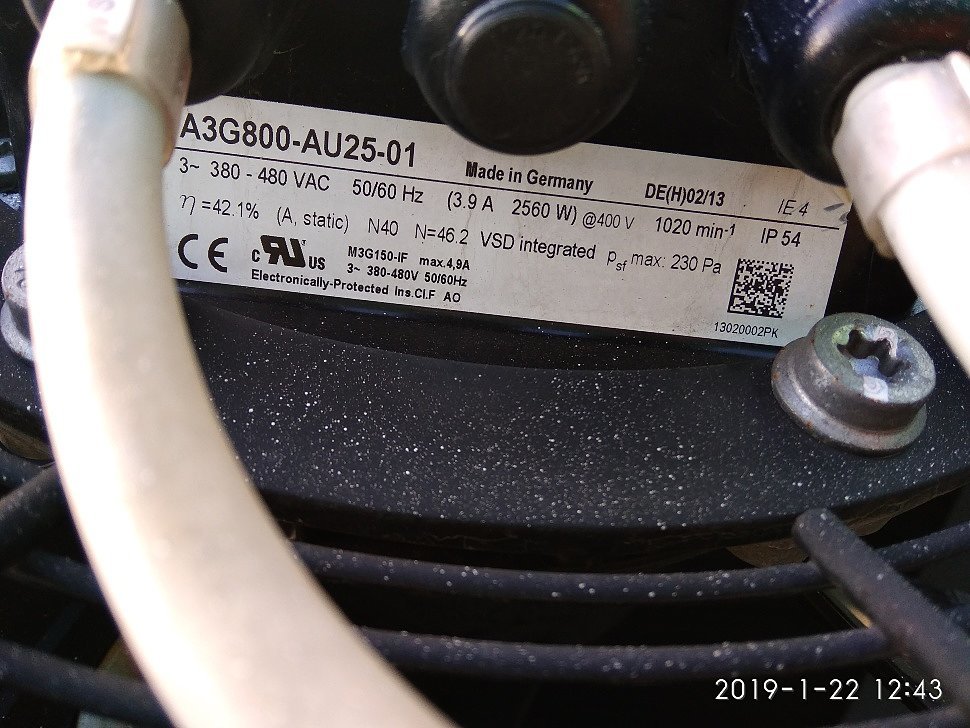 A3G800-AU25-01 Made in Germany DE(H)02/13 IE4
3~ 380 - 480 VAC 50/60 Hz (3.9 A 2560 W) @400 V 1020 min-1 IP 54
η =42.1% (A, static) N40 N=46.2 VSD integrated psf max: 230 Pa
CE c RU US M3G150-IF max.4,9A
3~ 380-480V 50/60Hz
Electronically-Protected Ins.Cl.F AO
13020002PK
2019-1-22 12:43